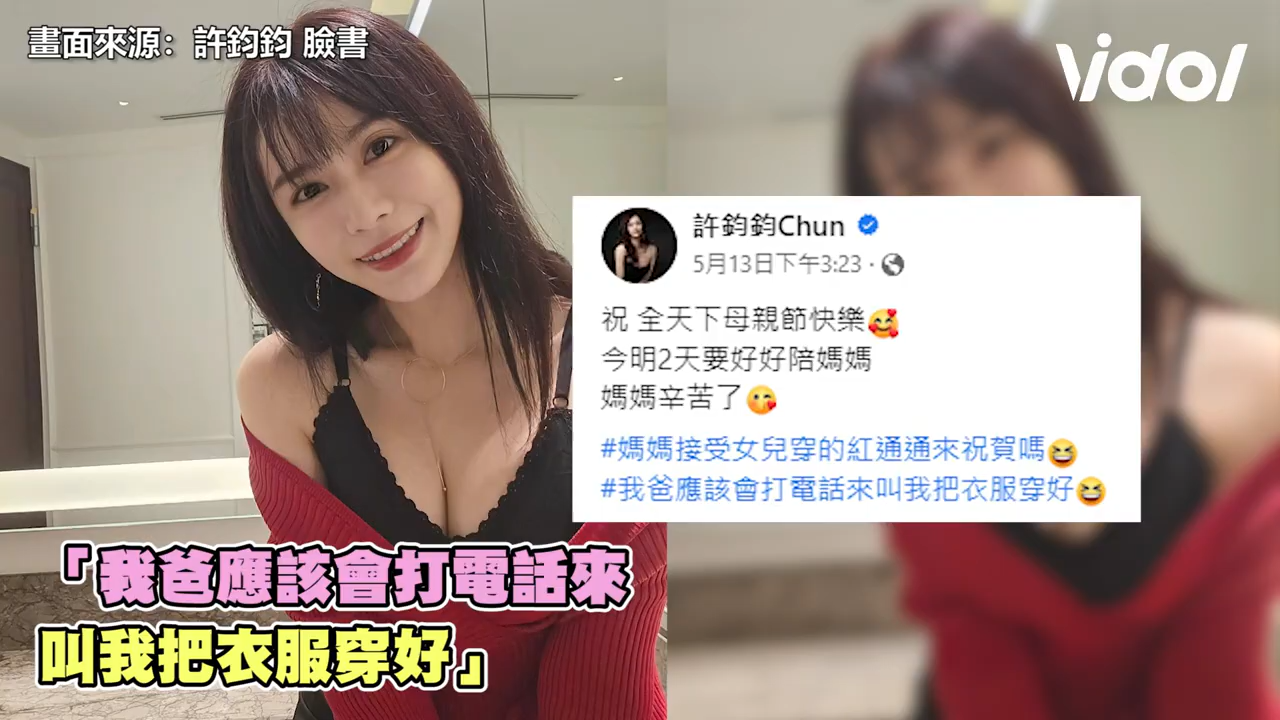 畫面來源：許鈞鈞 臉書
Vidol
許鈞鈞Chun
5月13日下午3:23 ·
祝 全天下母親節快樂🥰
今明2天要好好陪媽媽
媽媽辛苦了😘
#媽媽接受女兒穿的紅通通來祝賀嗎😆
#我爸應該會打電話來叫我把衣服穿好😆
「我爸應該會打電話來
叫我把衣服穿好」